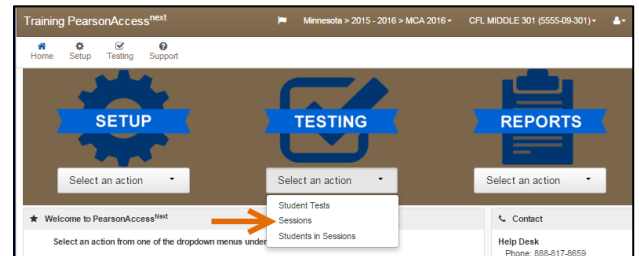 Training PearsonAccessnext
Minnesota > 2015 - 2016 > MCA 2016
CFL MIDDLE 301 (5555-09-301)
Home Setup Testing Support
SETUP
TESTING
REPORTS
Select an action
Select an action
Select an action
Student Tests
Sessions
Students in Sessions
Welcome to PearsonAccessNext
Contact
Select an action from one of the dropdown menus under
Help Desk
Phone: 888-817-8659